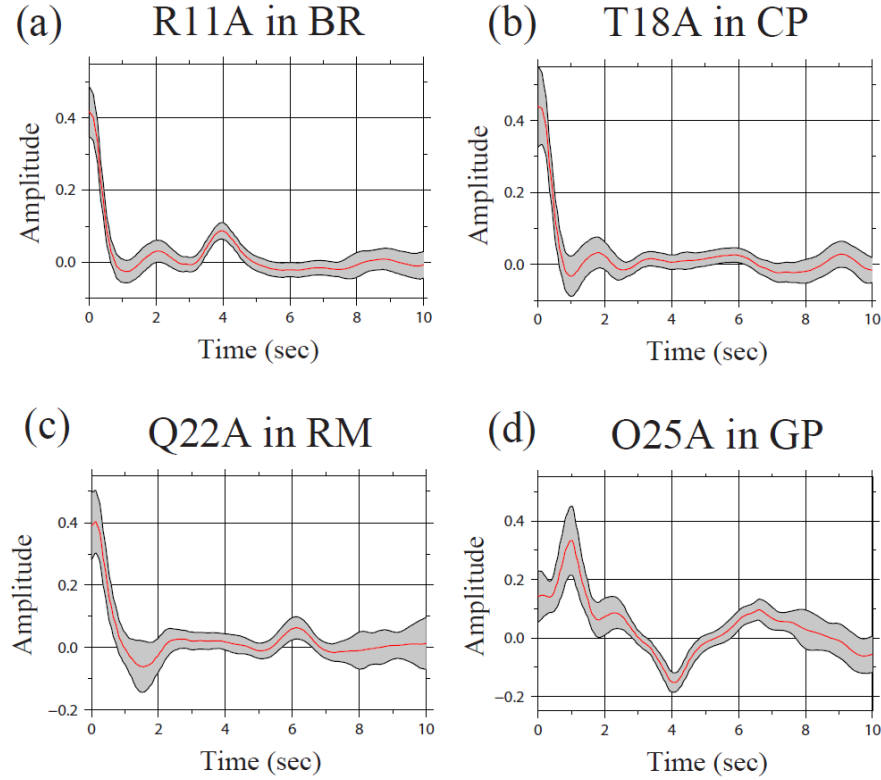 (a) R11A in BR
Amplitude
0.4
0.2
0.0
0 2 4 6 8 10
Time (sec)
(b) T18A in CP
Amplitude
0.4
0.2
0.0
0 2 4 6 8 10
Time (sec)
(c) Q22A in RM
Amplitude
0.4
0.2
0.0
−0.2
0 2 4 6 8 10
Time (sec)
(d) O25A in GP
Amplitude
0.4
0.2
0.0
−0.2
0 2 4 6 8 10
Time (sec)